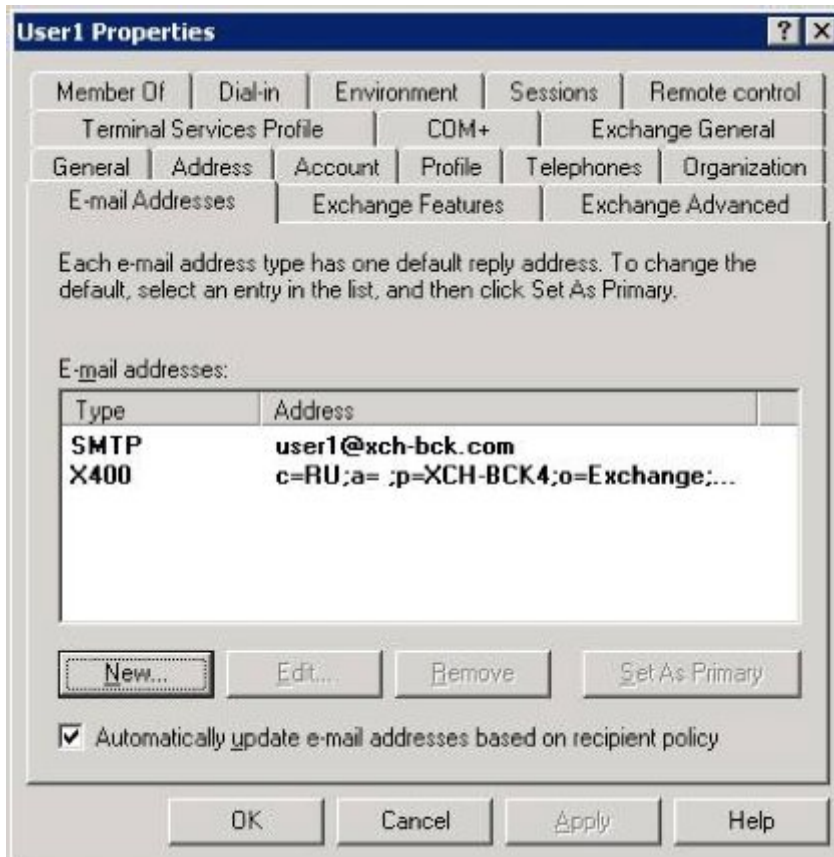 User1 Properties
Member Of Dial-in Environment Sessions Remote control
Terminal Services Profile COM+ Exchange General
General Address Account Profile Telephones Organization
E-mail Addresses Exchange Features Exchange Advanced
Each e-mail address type has one default reply address. To change the
default, select an entry in the list, and then click Set As Primary.
E-mail addresses:
Type Address
SMTP user1@xch-bck.com
X400 c=RU;a= ;p=XCH-BCK4;o=Exchange;...
New... Edit... Remove Set As Primary
Automatically update e-mail addresses based on recipient policy
OK Cancel Apply Help